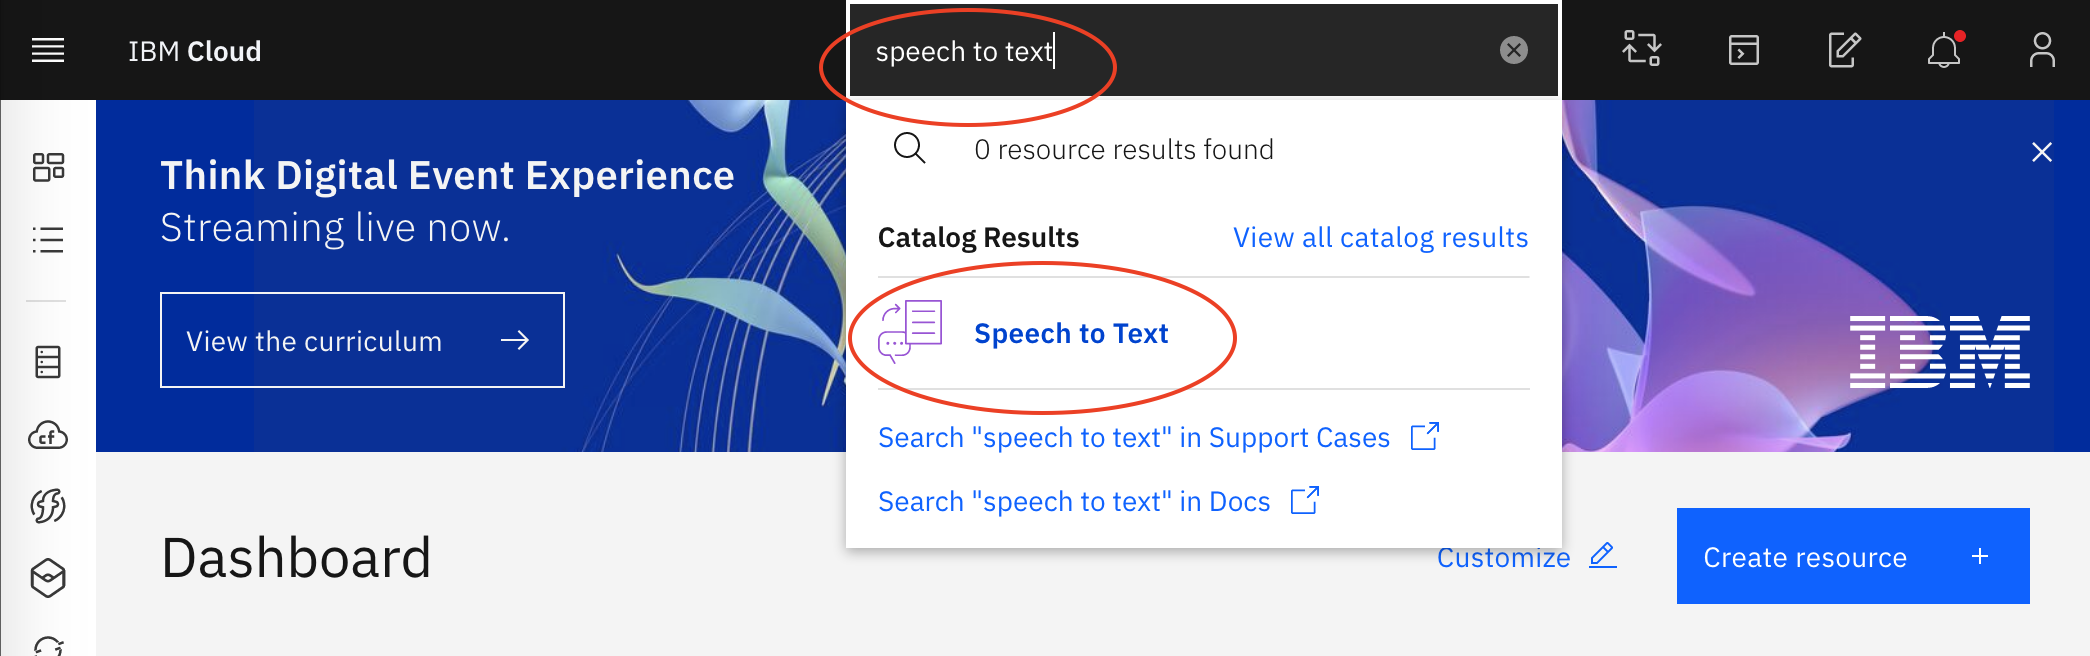 IBM Cloud
speech to text
0 resource results found
Catalog Results
View all catalog results
Speech to Text
Search "speech to text" in Support Cases
Search "speech to text" in Docs
Think Digital Event Experience
Streaming live now.
View the curriculum
IBM
cf
Dashboard
Customize
Create resource +